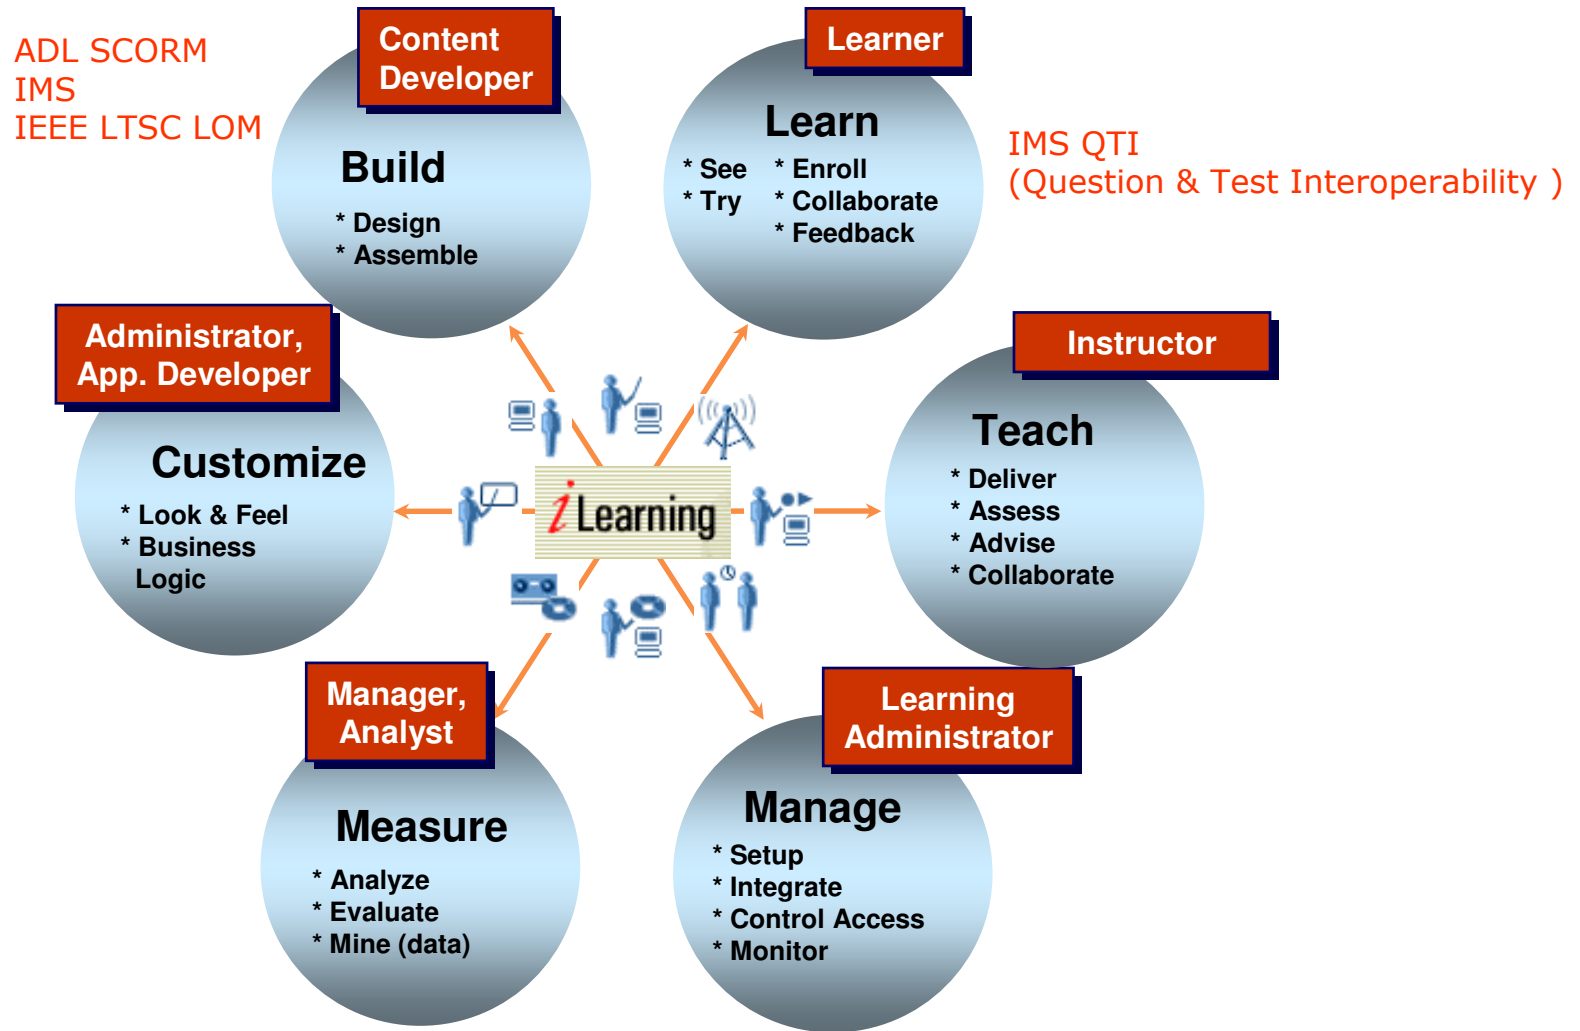 ADL SCORM
IMS
IEEE LTSC LOM
Content
Developer
Build
* Design
* Assemble
Learner
Learn
* See * Enroll
* Try * Collaborate
* Feedback
IMS QTI
(Question & Test Interoperability )
Administrator,
App. Developer
Customize
* Look & Feel
* Business
Logic
iLearning
Instructor
Teach
* Deliver
* Assess
* Advise
* Collaborate
Manager,
Analyst
Measure
* Analyze
* Evaluate
* Mine (data)
Learning
Administrator
Manage
* Setup
* Integrate
* Control Access
* Monitor